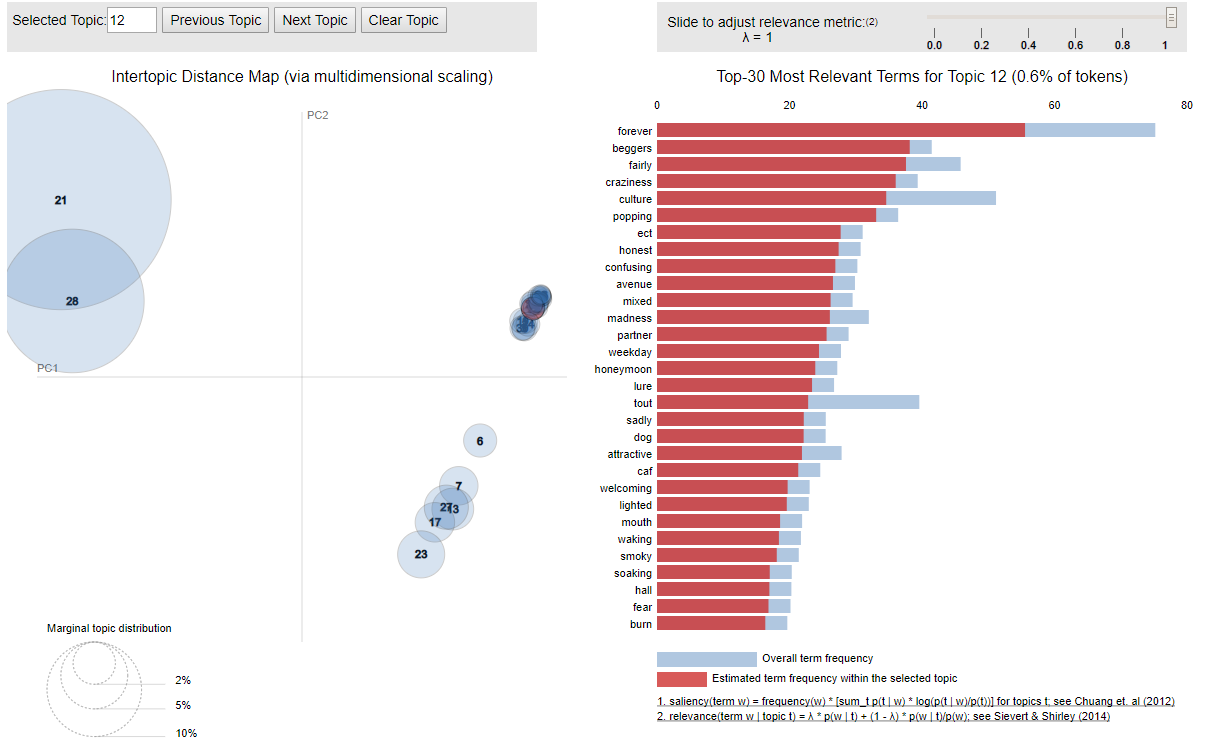 Selected Topic: 12 Previous Topic Next Topic Clear Topic
Slide to adjust relevance metric:(2)
λ = 1
0.0 0.2 0.4 0.6 0.8 1
Intertopic Distance Map (via multidimensional scaling)
PC2
PC1
21
28
6
7
27
13
17
23
Marginal topic distribution
2%
5%
10%
Top-30 Most Relevant Terms for Topic 12 (0.6% of tokens)
0 20 40 60 80
forever
beggers
fairly
craziness
culture
popping
ect
honest
confusing
avenue
mixed
madness
partner
weekday
honeymoon
lure
tout
sadly
dog
attractive
caf
welcoming
lighted
mouth
waking
smoky
soaking
hall
fear
burn
Overall term frequency
Estimated term frequency within the selected topic
1. saliency(term w) = frequency(w) * [sum_t p(t | w) * log(p(t | w)/p(t))] for topics t; see Chuang et. al (2012)
2. relevance(term w | topic t) = λ * p(w | t) + (1 - λ) * p(w | t)/p(w); see Sievert & Shirley (2014)